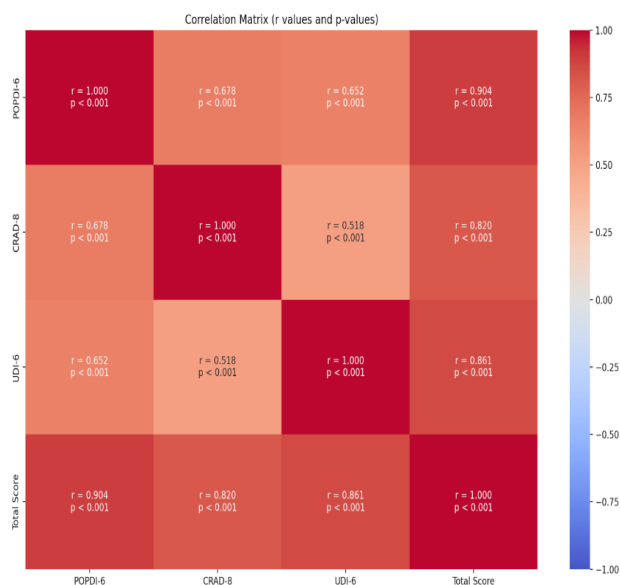 Correlation Matrix (r values and p-values)
POPDI-6
r = 1.000
p < 0.001
r = 0.678
p < 0.001
r = 0.652
p < 0.001
r = 0.904
p < 0.001
CRAD-8
r = 0.678
p < 0.001
r = 1.000
p < 0.001
r = 0.518
p < 0.001
r = 0.820
p < 0.001
UDI-6
r = 0.652
p < 0.001
r = 0.518
p < 0.001
r = 1.000
p < 0.001
r = 0.861
p < 0.001
Total Score
r = 0.904
p < 0.001
r = 0.820
p < 0.001
r = 0.861
p < 0.001
r = 1.000
p < 0.001
POPDI-6
CRAD-8
UDI-6
Total Score
1.00
0.75
0.50
0.25
0.00
−0.25
−0.50
−0.75
−1.00